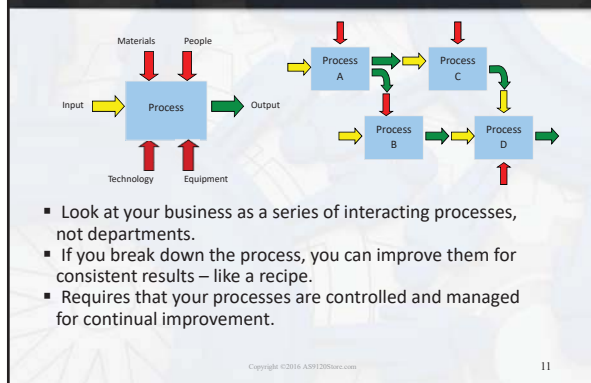 Materials People
Input Process Output
Technology Equipment
Process
A
Process
C
Process
B
Process
D
▪ Look at your business as a series of interacting processes,
not departments.
▪ If you break down the process, you can improve them for
consistent results – like a recipe.
▪ Requires that your processes are controlled and managed
for continual improvement.
Copyright ©2016 AS9120Store.com
11